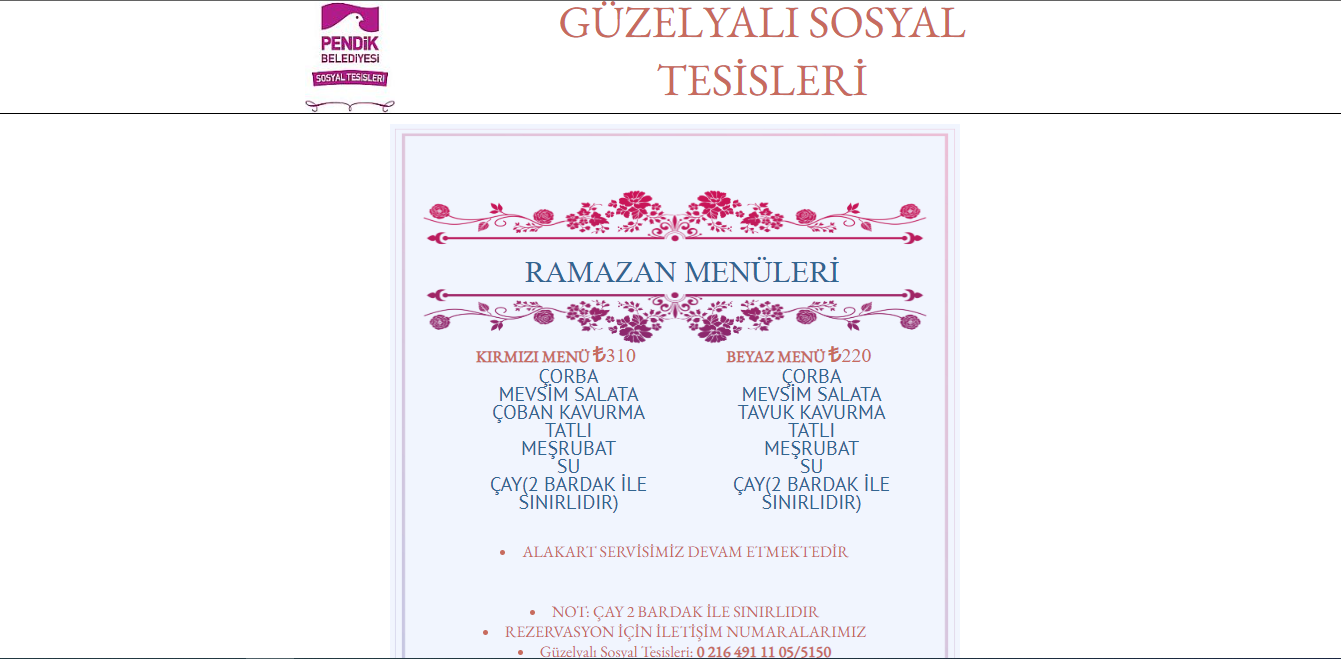 PENDİK
BELEDİYESİ
SOSYAL TESİSLERİ
GÜZELYALI SOSYAL
TESİSLERİ
RAMAZAN MENÜLERİ
KIRMIZI MENÜ ₺310
ÇORBA
MEVSİM SALATA
ÇOBAN KAVURMA
TATLI
MEŞRUBAT
SU
ÇAY(2 BARDAK İLE
SINIRLIDIR)
BEYAZ MENÜ ₺220
ÇORBA
MEVSİM SALATA
TAVUK KAVURMA
TATLI
MEŞRUBAT
SU
ÇAY(2 BARDAK İLE
SINIRLIDIR)
• ALAKART SERVİSİMİZ DEVAM ETMEKTEDİR
• NOT: ÇAY 2 BARDAK İLE SINIRLIDIR
• REZERVASYON İÇİN İLETİŞİM NUMARALARIMIZ
• Güzelyalı Sosyal Tesisleri: 0 216 491 11 05/5150